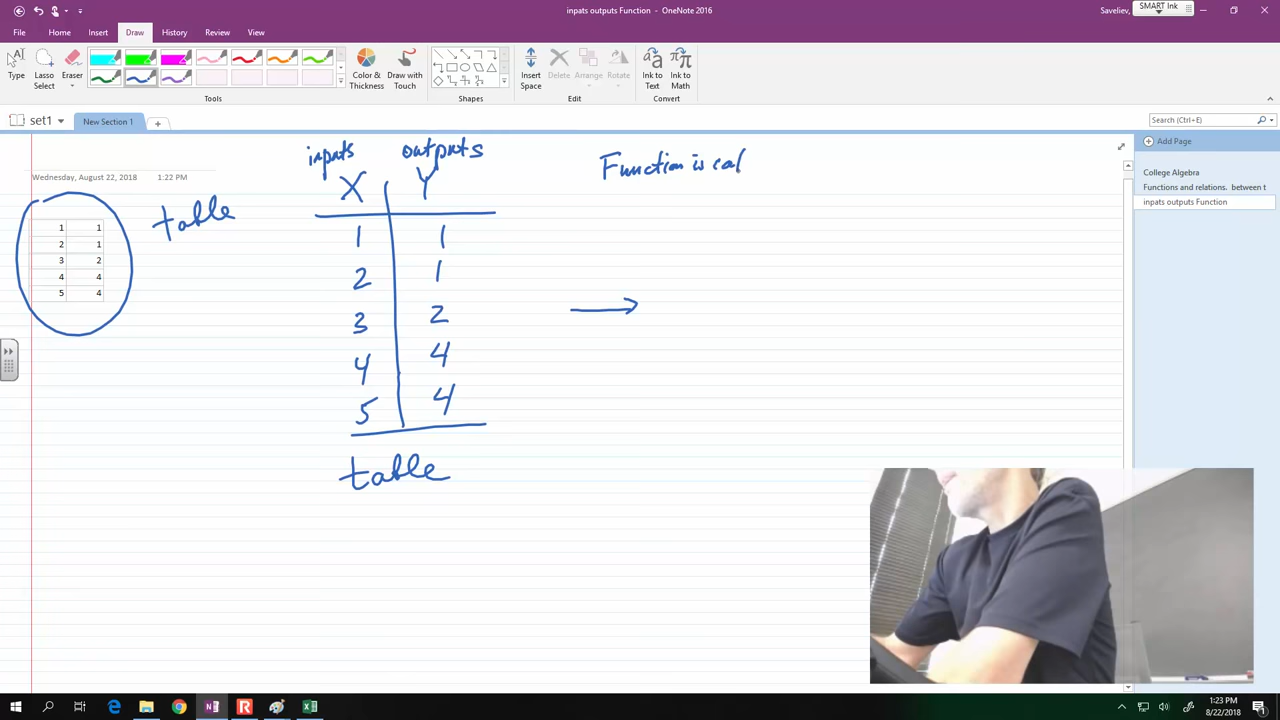 inpats outputs Function - OneNote 2016
Saveliev,
SMART Ink
File Home Insert Draw History Review View
Type
Lasso Select
Eraser
Color & Thickness
Draw with Touch
Insert Space
Delete
Arrange
Rotate
Ink to Text
Ink to Math
Tools
Shapes
Edit
Convert
set1
New Section 1
Search (Ctrl+E)
Add Page
College Algebra
Functions and relations. between t
inpats outputs Function
Wednesday, August 22, 2018 1:22 PM
1 1
2 1
3 2
4 4
5 4
table
inputs outputs
X Y
1 1
2 1
3 2
4 4
5 4
table
Function is cal
1:23 PM
8/22/2018
1